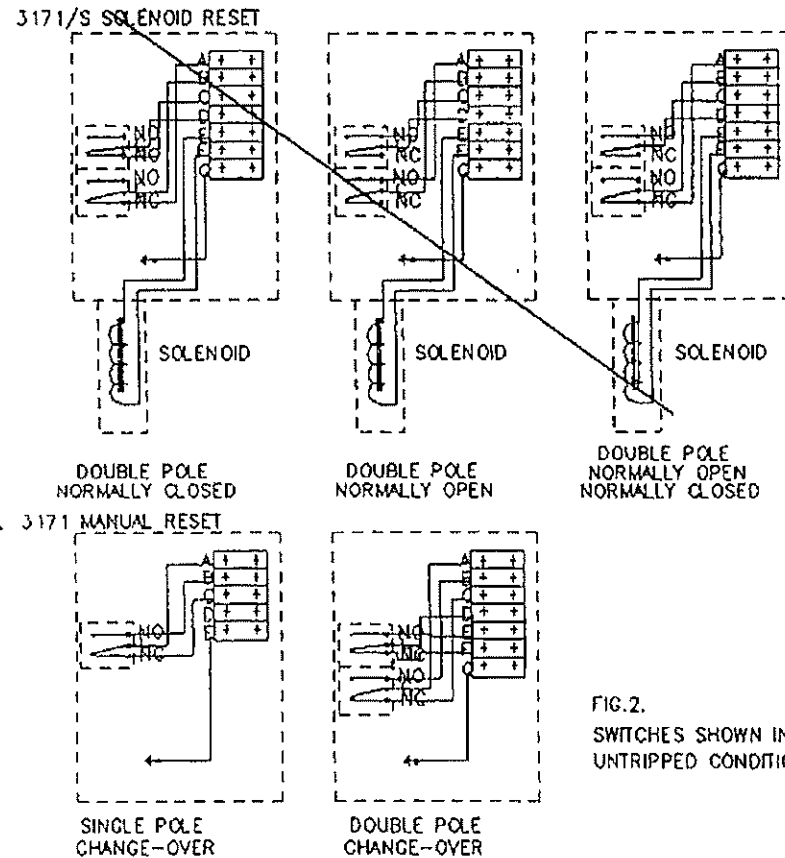 3171/S SOLENOID RESET
A
B
C
D
E
F
G
NO
NC
NO
NC
SOLENOID
DOUBLE POLE
NORMALLY CLOSED
A
B
C
D
E
F
G
NO
NC
NO
NC
SOLENOID
DOUBLE POLE
NORMALLY OPEN
A
B
C
D
E
F
G
NO
NC
NO
NC
SOLENOID
DOUBLE POLE
NORMALLY OPEN
NORMALLY CLOSED
3171 MANUAL RESET
A
B
C
D
E
NO
NC
SINGLE POLE
CHANGE-OVER
A
B
C
D
E
F
G
NO
NC
NO
NC
DOUBLE POLE
CHANGE-OVER
FIG.2.
SWITCHES SHOWN IN
UNTRIPPED CONDITIO